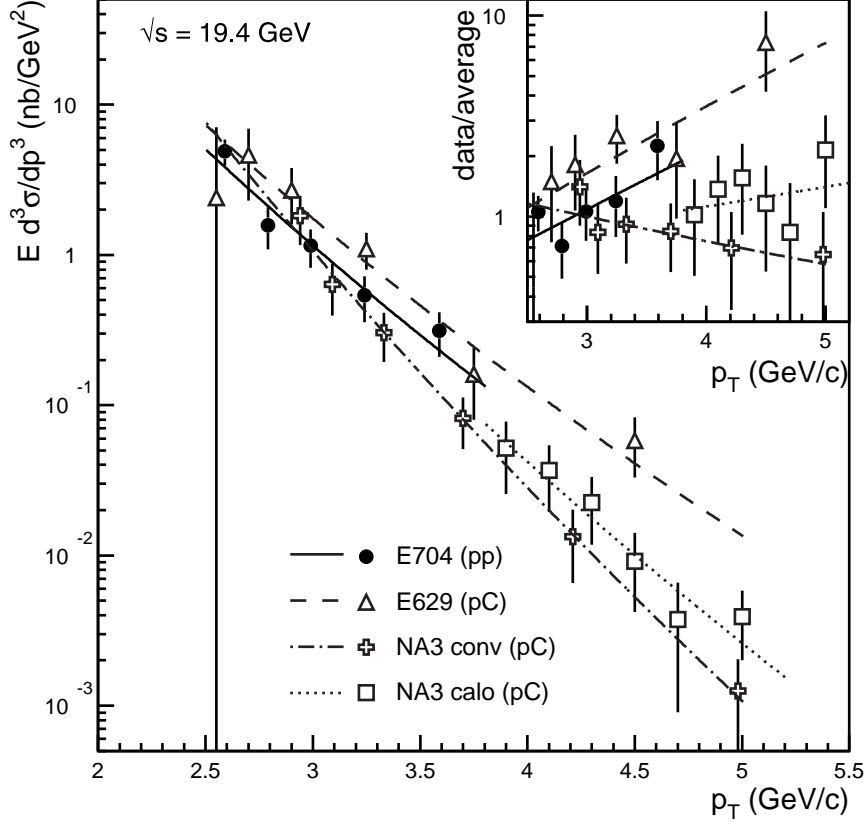 √s = 19.4 GeV
E d³σ/dp³ (nb/GeV²)
10
1
10⁻¹
10⁻²
10⁻³
2 2.5 3 3.5 4 4.5 5 5.5
p_T (GeV/c)
E704 (pp)
E629 (pC)
NA3 conv (pC)
NA3 calo (pC)
data/average
10
1
3 4 5
p_T (GeV/c)